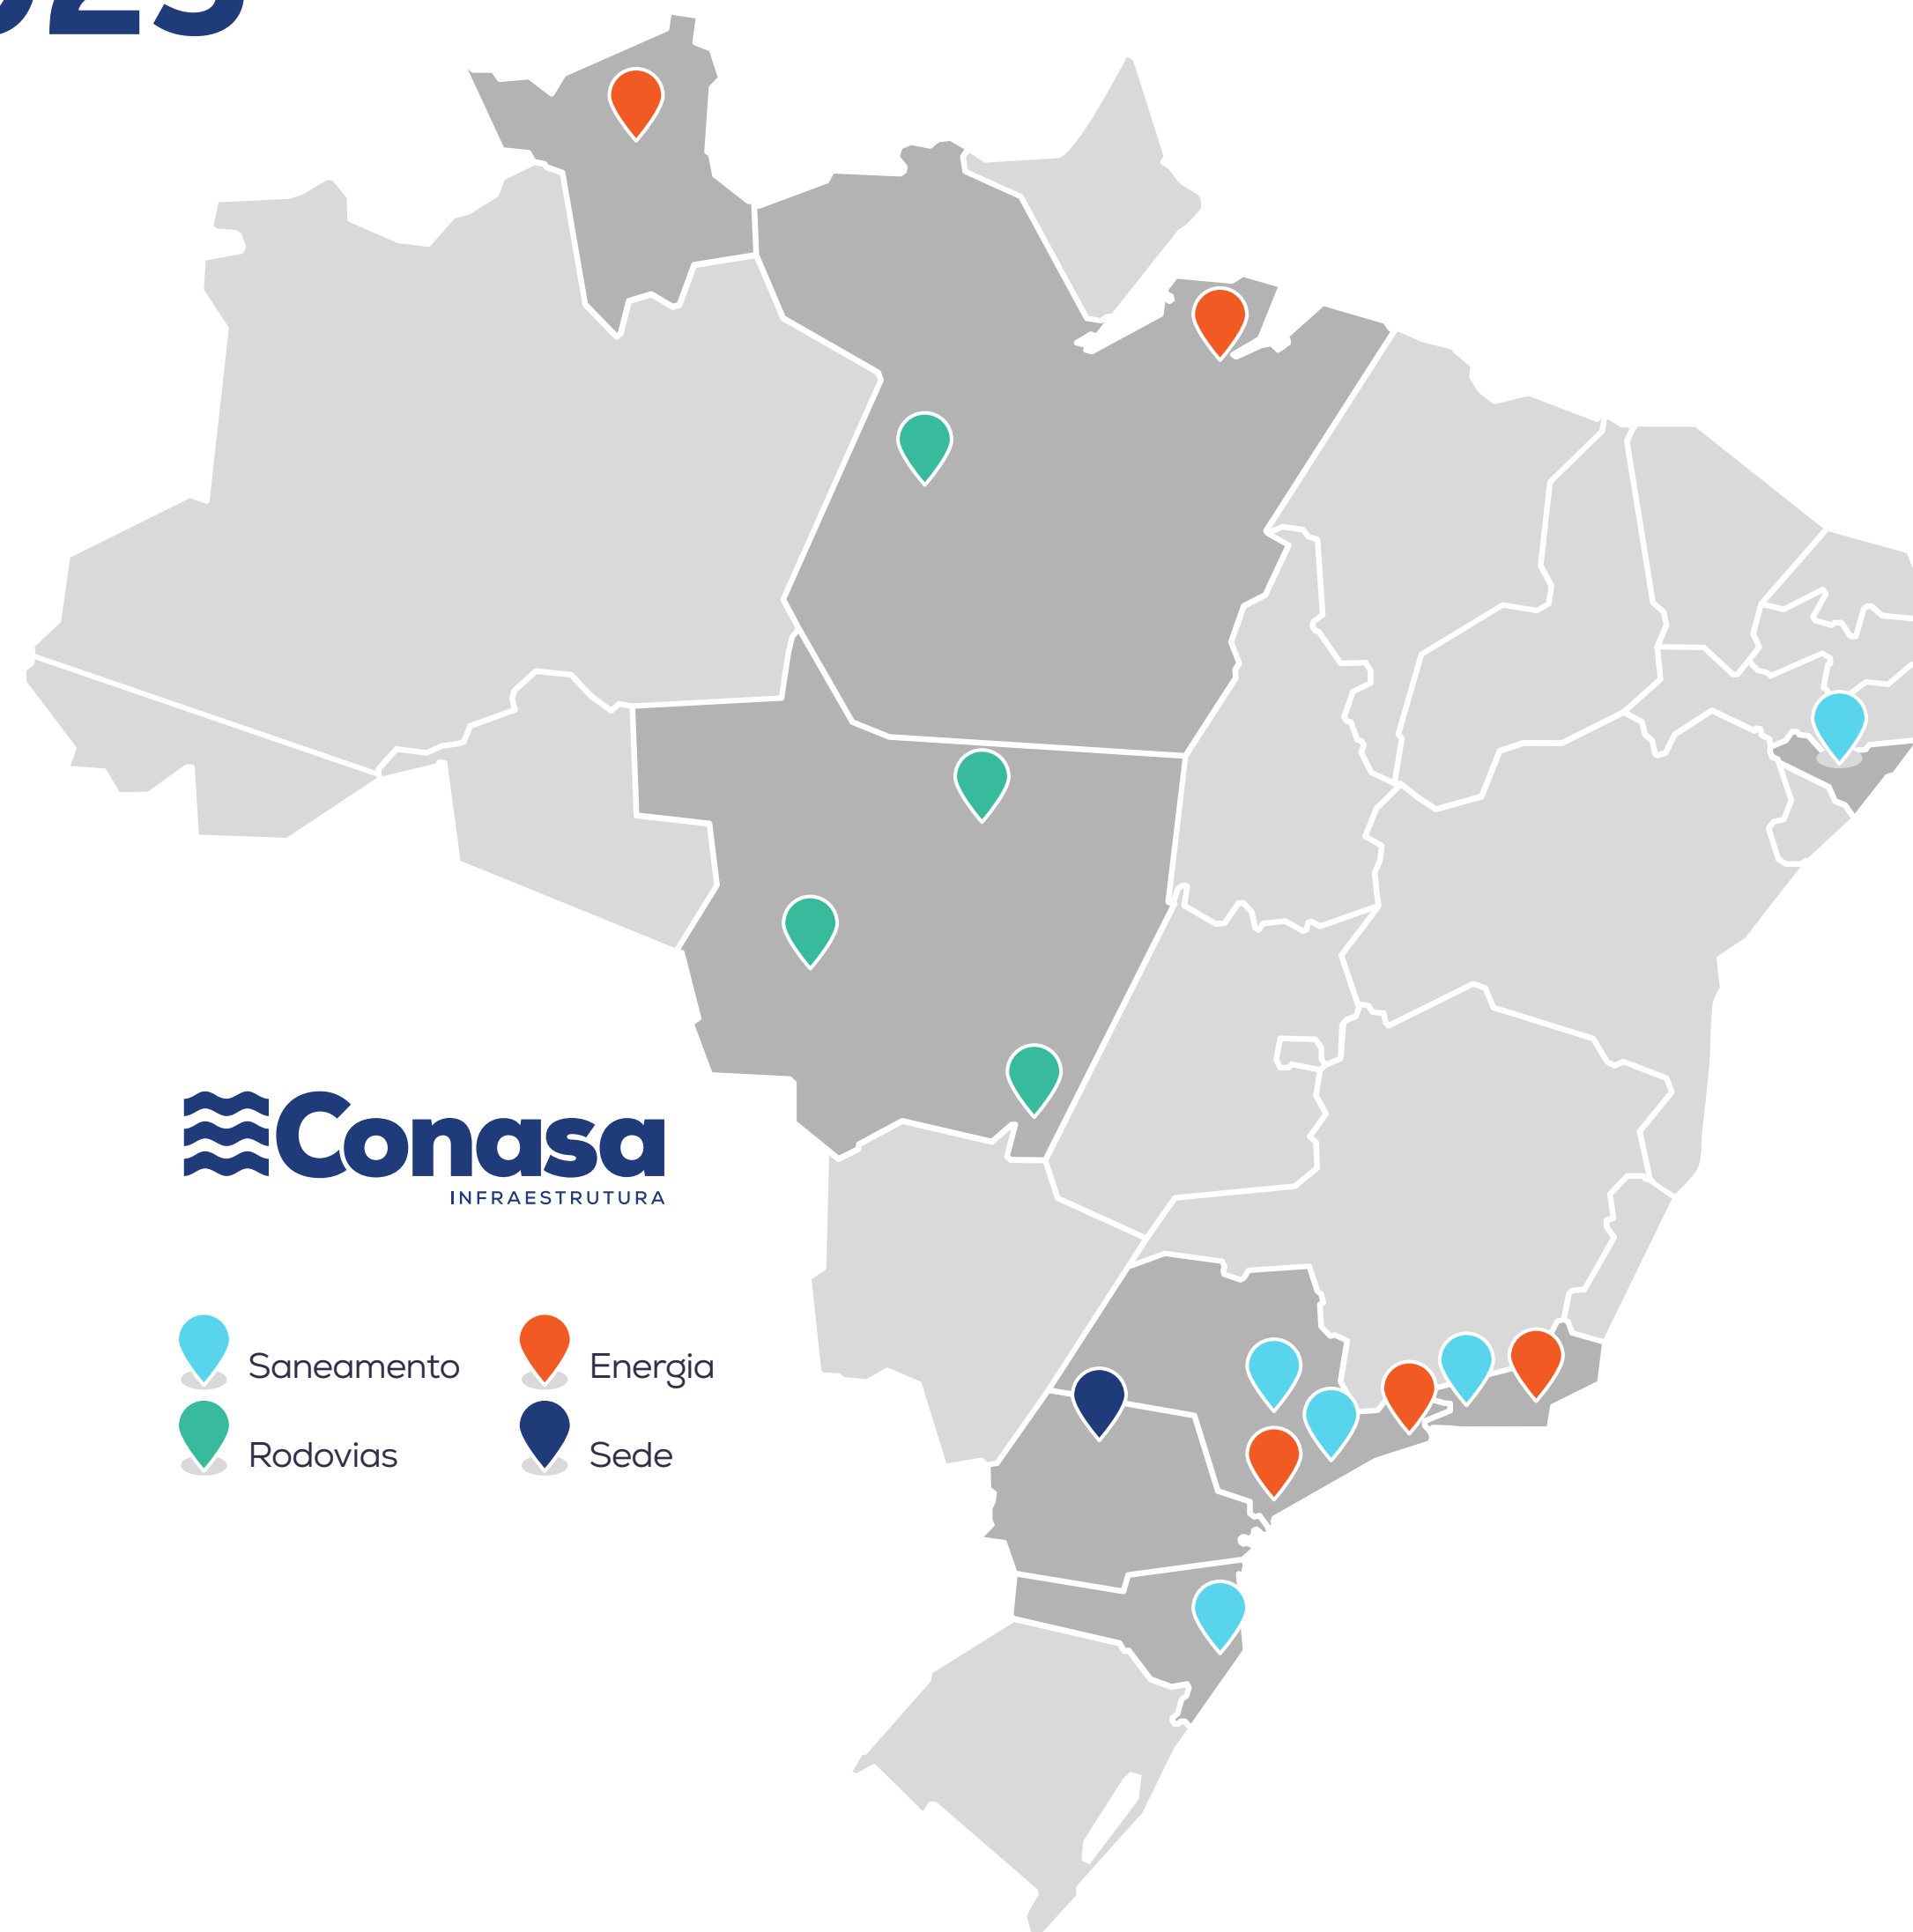 Conasa
INFRAESTRUTURA
Saneamento
Energia
Rodovias
Sede